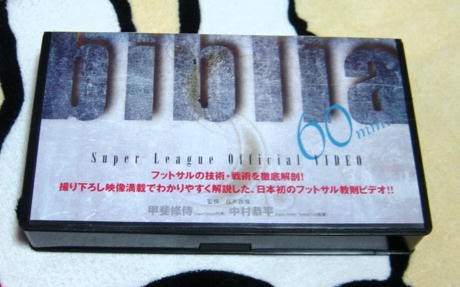 biblia
60 min
Super League Official VIDEO
フットサルの技術・戦術を徹底解剖!
撮り下ろし映像満載でわかりやすく解説した、日本初のフットサル教則ビデオ!!
甲斐修侍 中村恭平